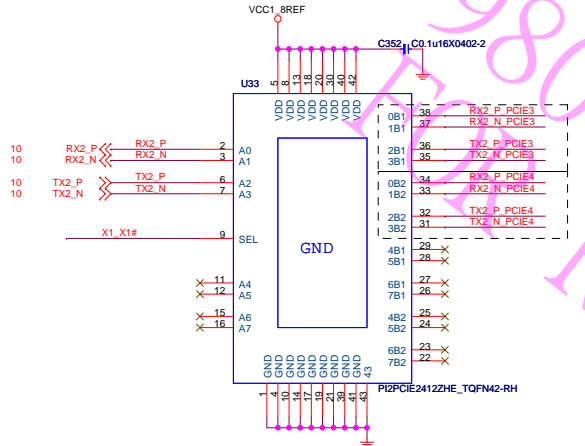 VCC1_8REF
C352 C0.1u16X0402-2
U33
5 8 13 18 20 30 40 42
VDD VDD VDD VDD VDD VDD VDD VDD
10 RX2_P RX2_P 2 A0
10 RX2_N RX2_N 3 A1
10 TX2_P TX2_P 6 A2
10 TX2_N TX2_N 7 A3
X1_X1# 9 SEL
11 A4
12 A5
15 A6
16 A7
GND
0B1 38 RX2_P_PCIE3
1B1 37 RX2_N_PCIE3
2B1 36 TX2_P_PCIE3
3B1 35 TX2_N_PCIE3
0B2 34 RX2_P_PCIE4
1B2 33 RX2_N_PCIE4
2B2 32 TX2_P_PCIE4
3B2 31 TX2_N_PCIE4
4B1 29
5B1 28
6B1 27
7B1 26
4B2 25
5B2 24
6B2 23
7B2 22
GND GND GND GND GND GND GND GND GND 43
1 4 10 14 17 19 21 39 41 43
PI2PCIE2412ZHE_TQFN42-RH
980
FOR